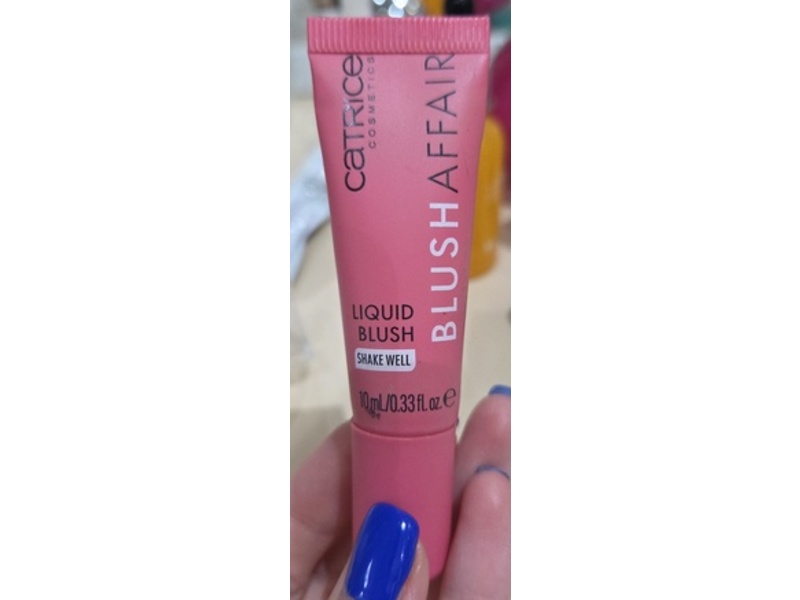 CATRICE
COSMETICS
BLUSH AFFAIR
LIQUID
BLUSH
SHAKE WELL
10 mL/0.33 fl. oz. ℮